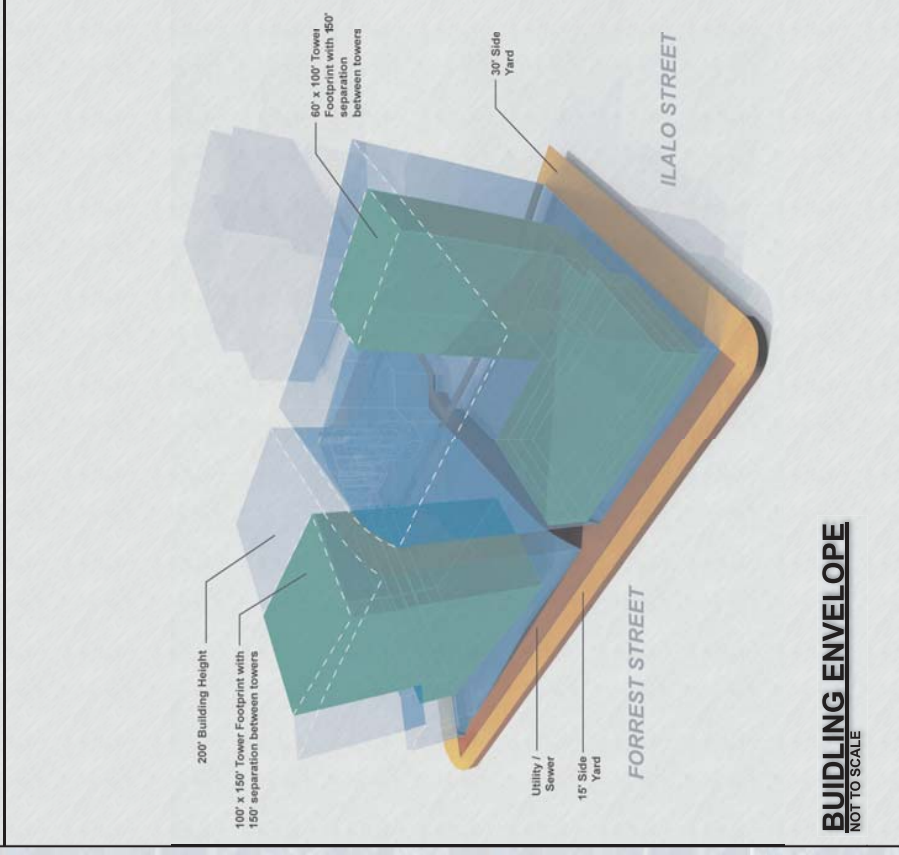 200' Building Height
100' x 150' Tower Footprint with
150' separation between towers
60' x 100' Tower
Footprint with 150'
separation
between towers
30' Side
Yard
Utility /
Sewer
15' Side
Yard
FORREST STREET
ILALO STREET
BUIDLING ENVELOPE
NOT TO SCALE